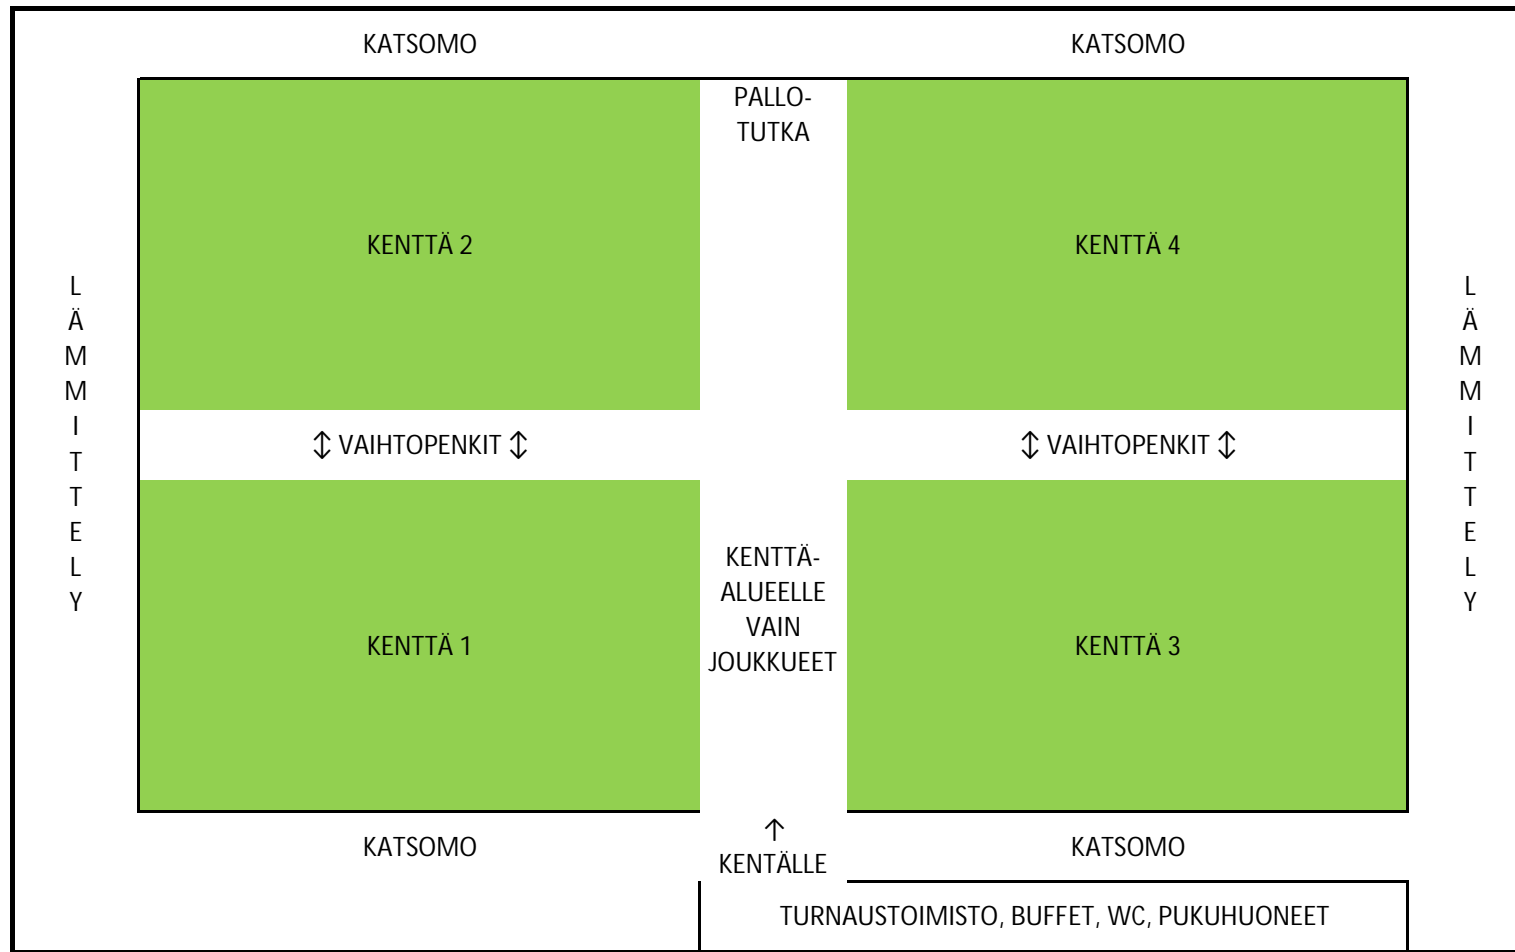 KATSOMO
KATSOMO
PALLO-
TUTKA
KENTTÄ 2
KENTTÄ 4
L
Ä
M
M
I
T
T
E
L
Y
L
Ä
M
M
I
T
T
E
L
Y
↕ VAIHTOPENKIT ↕
↕ VAIHTOPENKIT ↕
KENTTÄ-
ALUEELLE
VAIN
JOUKKUEET
KENTTÄ 1
KENTTÄ 3
KATSOMO
↑
KENTÄLLE
KATSOMO
TURNAUSTOIMISTO, BUFFET, WC, PUKUHUONEET